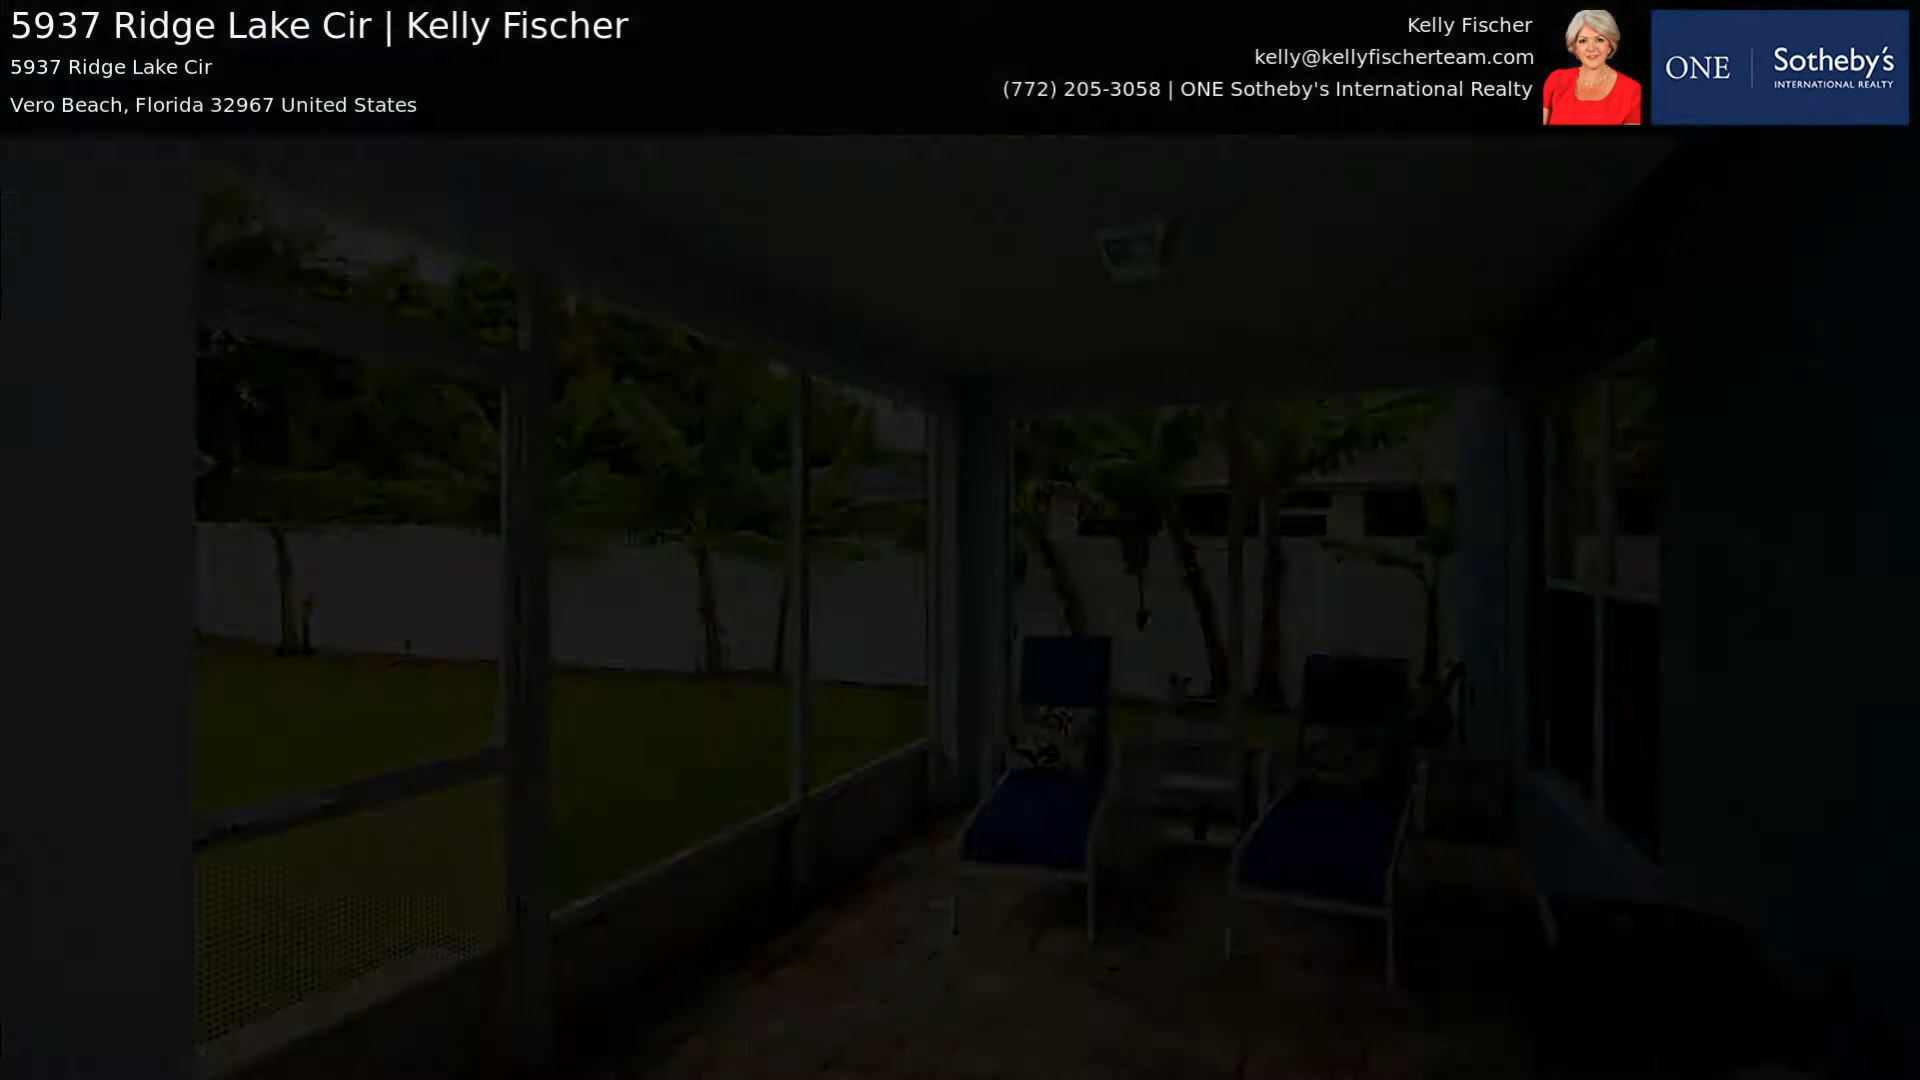 5937 Ridge Lake Cir | Kelly Fischer
5937 Ridge Lake Cir
Vero Beach, Florida 32967 United States
Kelly Fischer
kelly@kellyfischerteam.com
(772) 205-3058 | ONE Sotheby's International Realty
ONE
Sotheby's
INTERNATIONAL REALTY